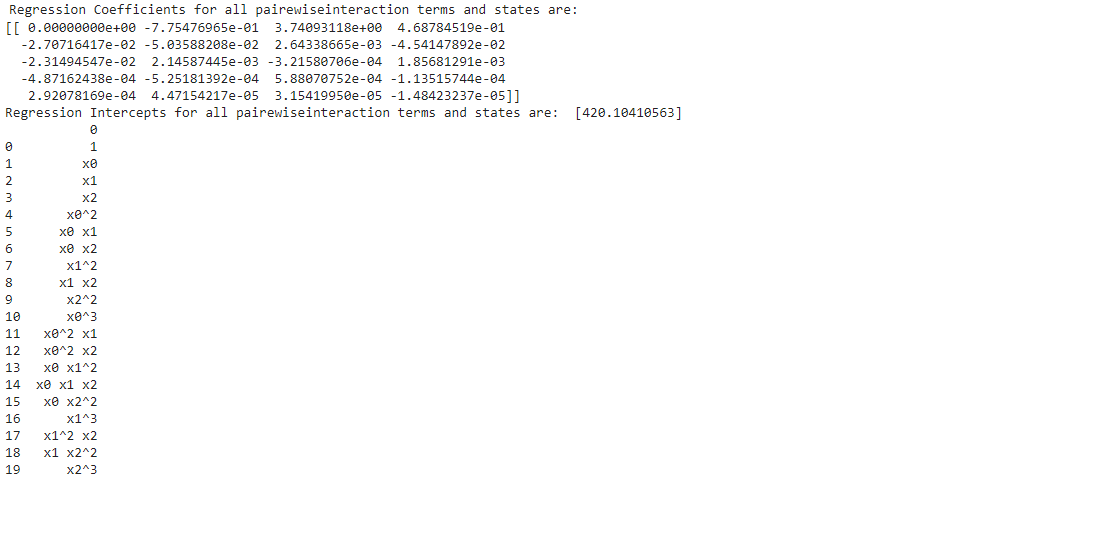 Regression Coefficients for all pairewiseinteraction terms and states are:
[[ 0.00000000e+00 -7.75476965e-01  3.74093118e+00  4.68784519e-01
  -2.70716417e-02 -5.03588208e-02  2.64338665e-03 -4.54147892e-02
  -2.31494547e-02  2.14587445e-03 -3.21580706e-04  1.85681291e-03
  -4.87162438e-04 -5.25181392e-04  5.88070752e-04 -1.13515744e-04
   2.92078169e-04  4.47154217e-05  3.15419950e-05 -1.48423237e-05]]
Regression Intercepts for all pairewiseinteraction terms and states are:  [420.10410563]
           0
0          1
1         x0
2         x1
3         x2
4       x0^2
5      x0 x1
6      x0 x2
7       x1^2
8      x1 x2
9       x2^2
10      x0^3
11   x0^2 x1
12   x0^2 x2
13   x0 x1^2
14  x0 x1 x2
15   x0 x2^2
16      x1^3
17   x1^2 x2
18   x1 x2^2
19      x2^3